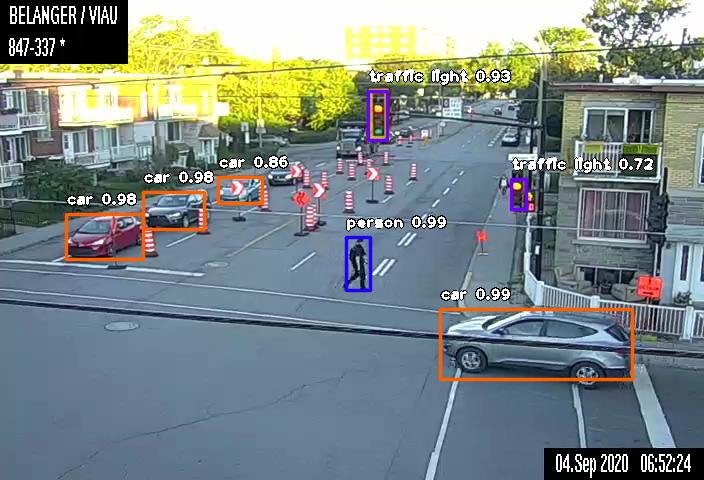 BELANGER / VIAU
847-337 *
traffic light 0.93
traffic light 0.72
car 0.86
car 0.98
car 0.98
person 0.99
car 0.99
04.Sep 2020 06:52:24